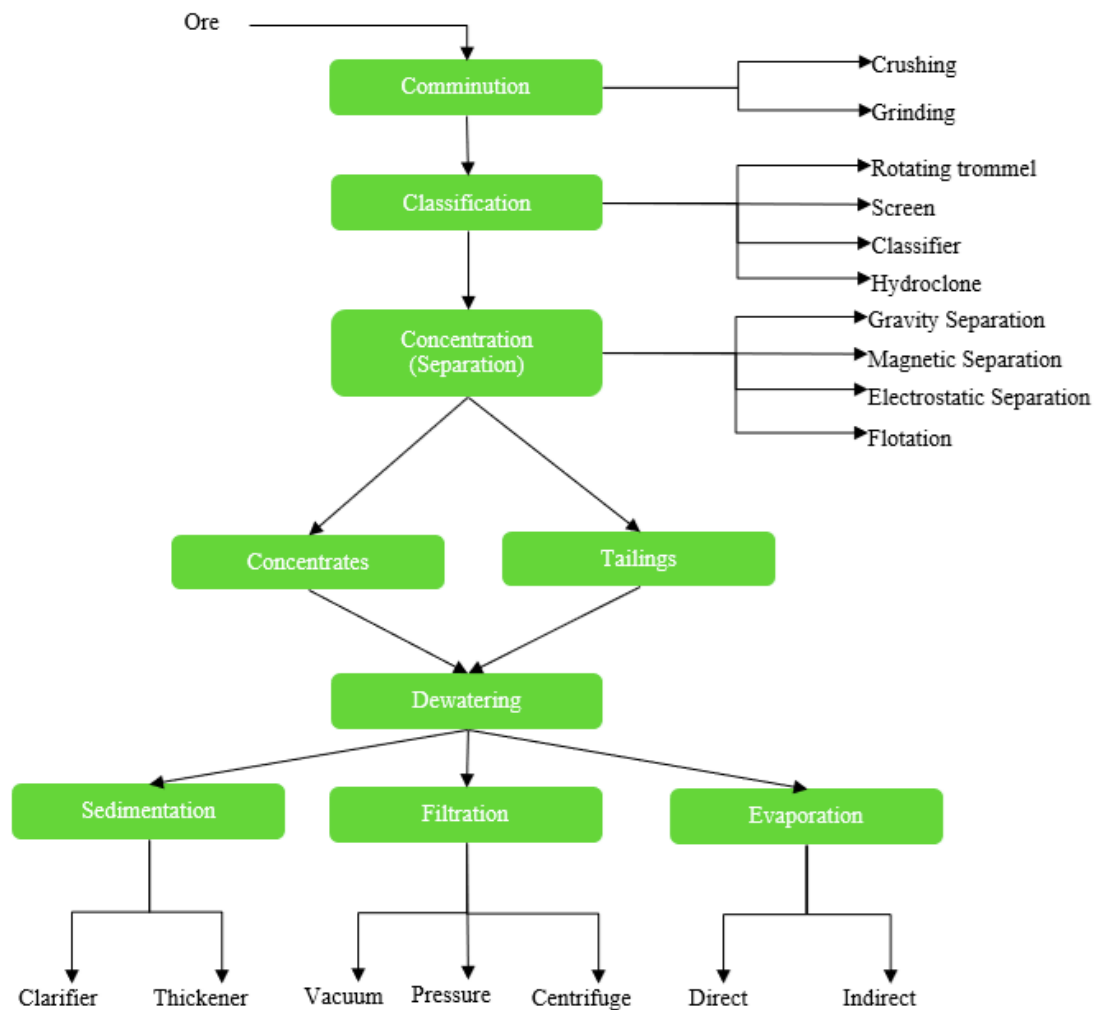 Ore
Comminution
Crushing
Grinding
Classification
Rotating trommel
Screen
Classifier
Hydroclone
Concentration
(Separation)
Gravity Separation
Magnetic Separation
Electrostatic Separation
Flotation
Concentrates
Tailings
Dewatering
Sedimentation
Filtration
Evaporation
Clarifier
Thickener
Vacuum
Pressure
Centrifuge
Direct
Indirect